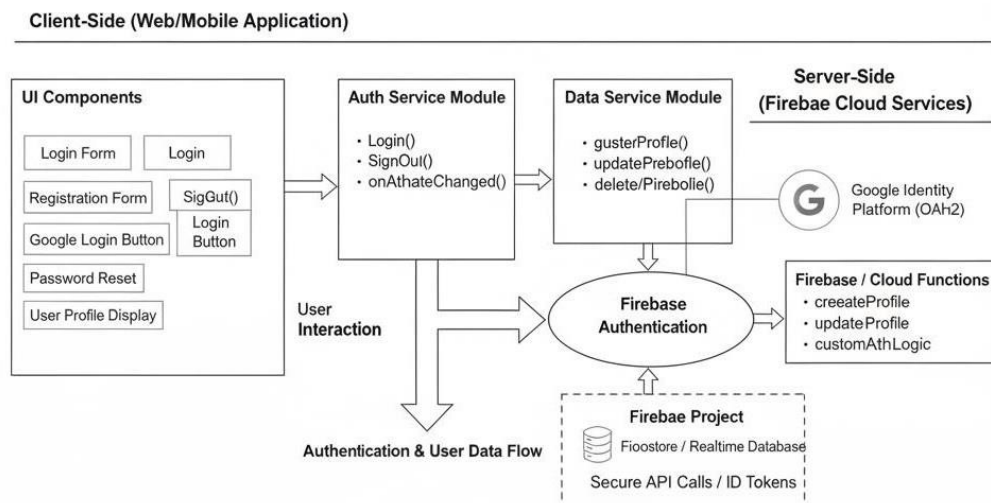 Client-Side (Web/Mobile Application)
UI Components
Login Form
Login
Registration Form
SigGut()
Google Login Button
Login
Button
Password Reset
User Profile Display
User
Interaction
Auth Service Module
• Login()
• SignOul()
• onAthateChanged()
Data Service Module
• gusterProfle()
• updatePrebofle()
• delete/Pirebolie()
Server-Side
(Firebae Cloud Services)
G
Google Identity
Platform (OAh2)
Firebase
Authentication
Firebase / Cloud Functions
• creeateProfile
• updateProfile
• customAthLogic
Authentication & User Data Flow
Firebae Project
Fioostore / Realtime Database
Secure API Calls / ID Tokens